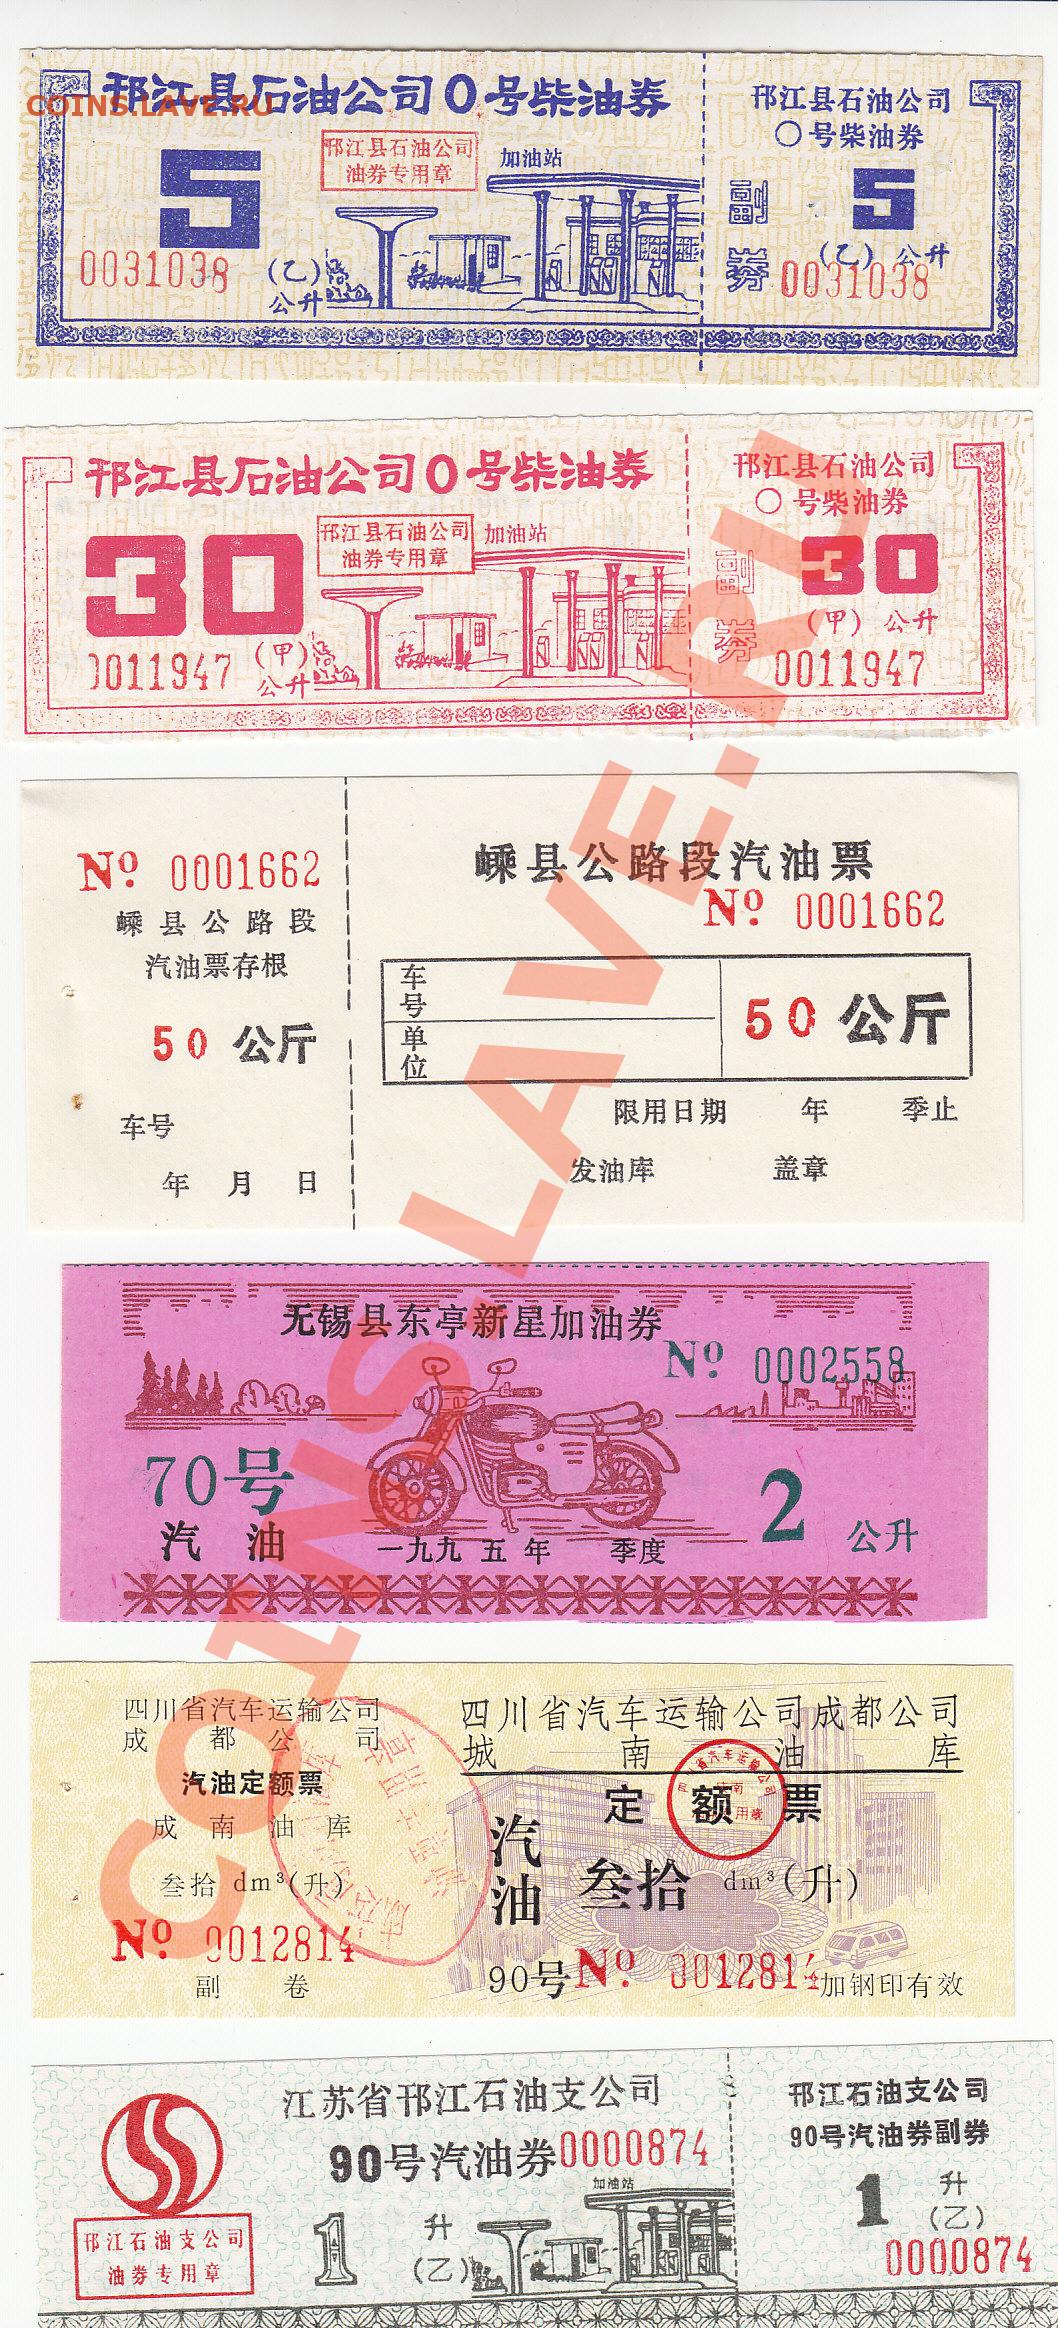 邗江县石油公司0号柴油券
COINS.LAVE.RU
邗江县石油公司
油券专用章
加油站
5
0031038
(乙)
公升
邗江县石油公司
〇号柴油券
副券
5
(乙)公升
0031038
邗江县石油公司0号柴油券
邗江县石油公司
油券专用章
加油站
30
0011947
(甲)
公升
邗江县石油公司
〇号柴油券
副券
30
(甲)公升
0011947
№ 0001662
嵊县公路段
汽油票存根
50 公斤
车号
年 月 日
嵊县公路段汽油票
№ 0001662
车号
单位
50 公斤
限用日期 年 季止
发油库 盖章
无锡县东亭新星加油券
№ 0002558
70号
汽油
一九九五年 季度
2 公升
四川省汽车运输公司
成都公司
汽油定额票
成南油库
叁拾 dm³(升)
№ 0012814
副卷
四川省汽车运输公司成都公司
城南油库
定额票
汽油
叁拾 dm³(升)
90号 № 0012814 加钢印有效
江苏省邗江石油支公司
90号汽油券 0000874
邗江石油支公司
油券专用章
1 升
(乙)
加油站
邗江石油支公司
90号汽油券副券
1 升
(乙)
0000874
COINS.LAVE.RU